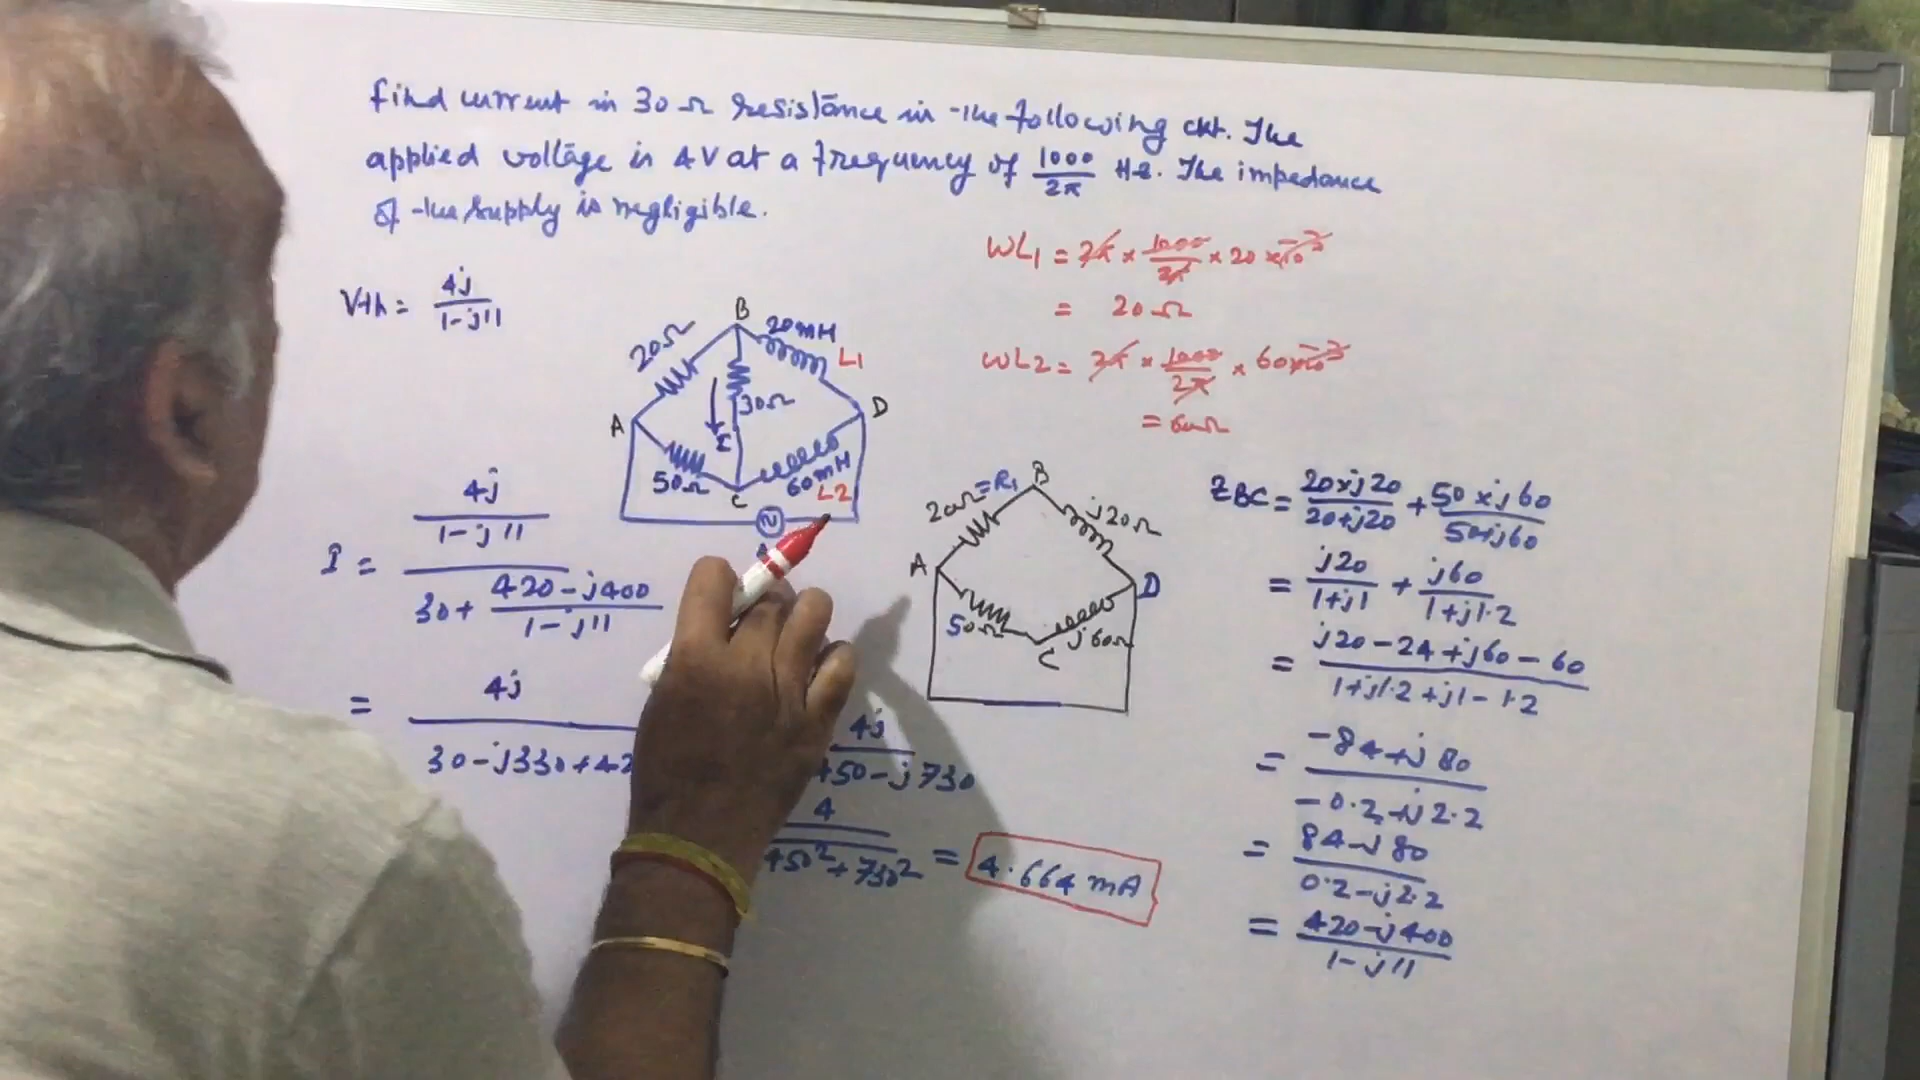 find current in 30 Ω resistance in the following ckt. The
applied voltage is 4V at a frequency of 1000/2π Hz. The impedance
of the supply is negligible.
Vth = 4j/(1-j11)
B
20Ω
20mH
L1
30Ω
A
D
I
50Ω
60mH
C
L2
WL1 = 2π × 1000/2π × 20×10⁻³
= 20Ω
WL2 = 2π × 1000/2π × 60×10⁻³
= 60Ω
I = (4j/(1-j11))/(30 + (420-j400)/(1-j11))
= 4j/(30-j330+42
4j/(450-j730
4/(450²+730² = 4.664 mA
20Ω=R1
B
j20Ω
A
D
50Ω
j60Ω
C
ZBC = (20×j20)/(20+j20) + (50×j60)/(50+j60)
= j20/(1+j1) + j60/(1+j1.2)
= (j20-24+j60-60)/(1+j1.2+j1-1.2)
= (-84+j80)/(-0.2+j2.2)
= (84-j80)/(0.2-j2.2)
= (420-j400)/(1-j11)